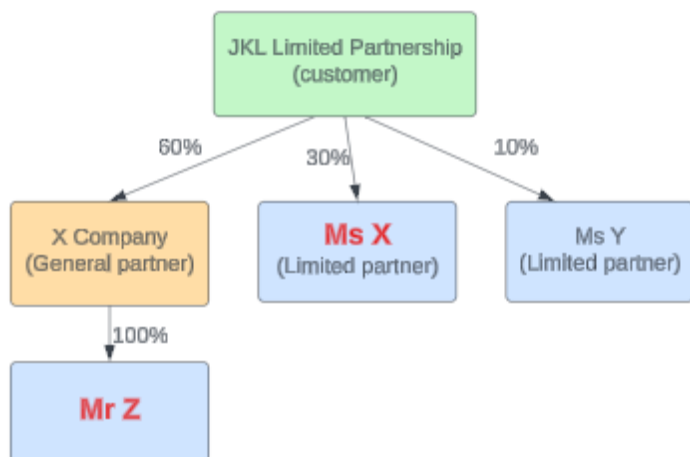 JKL Limited Partnership
(customer)
60%
30%
10%
X Company
(General partner)
Ms X
(Limited partner)
Ms Y
(Limited partner)
100%
Mr Z